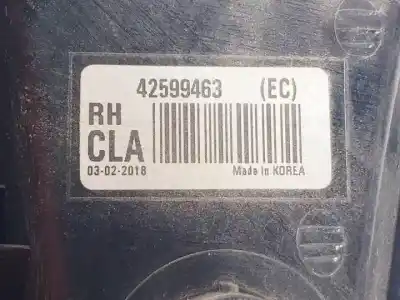 42599463 (EC)
RH
CLA
03-02-2018 Made in KOREA